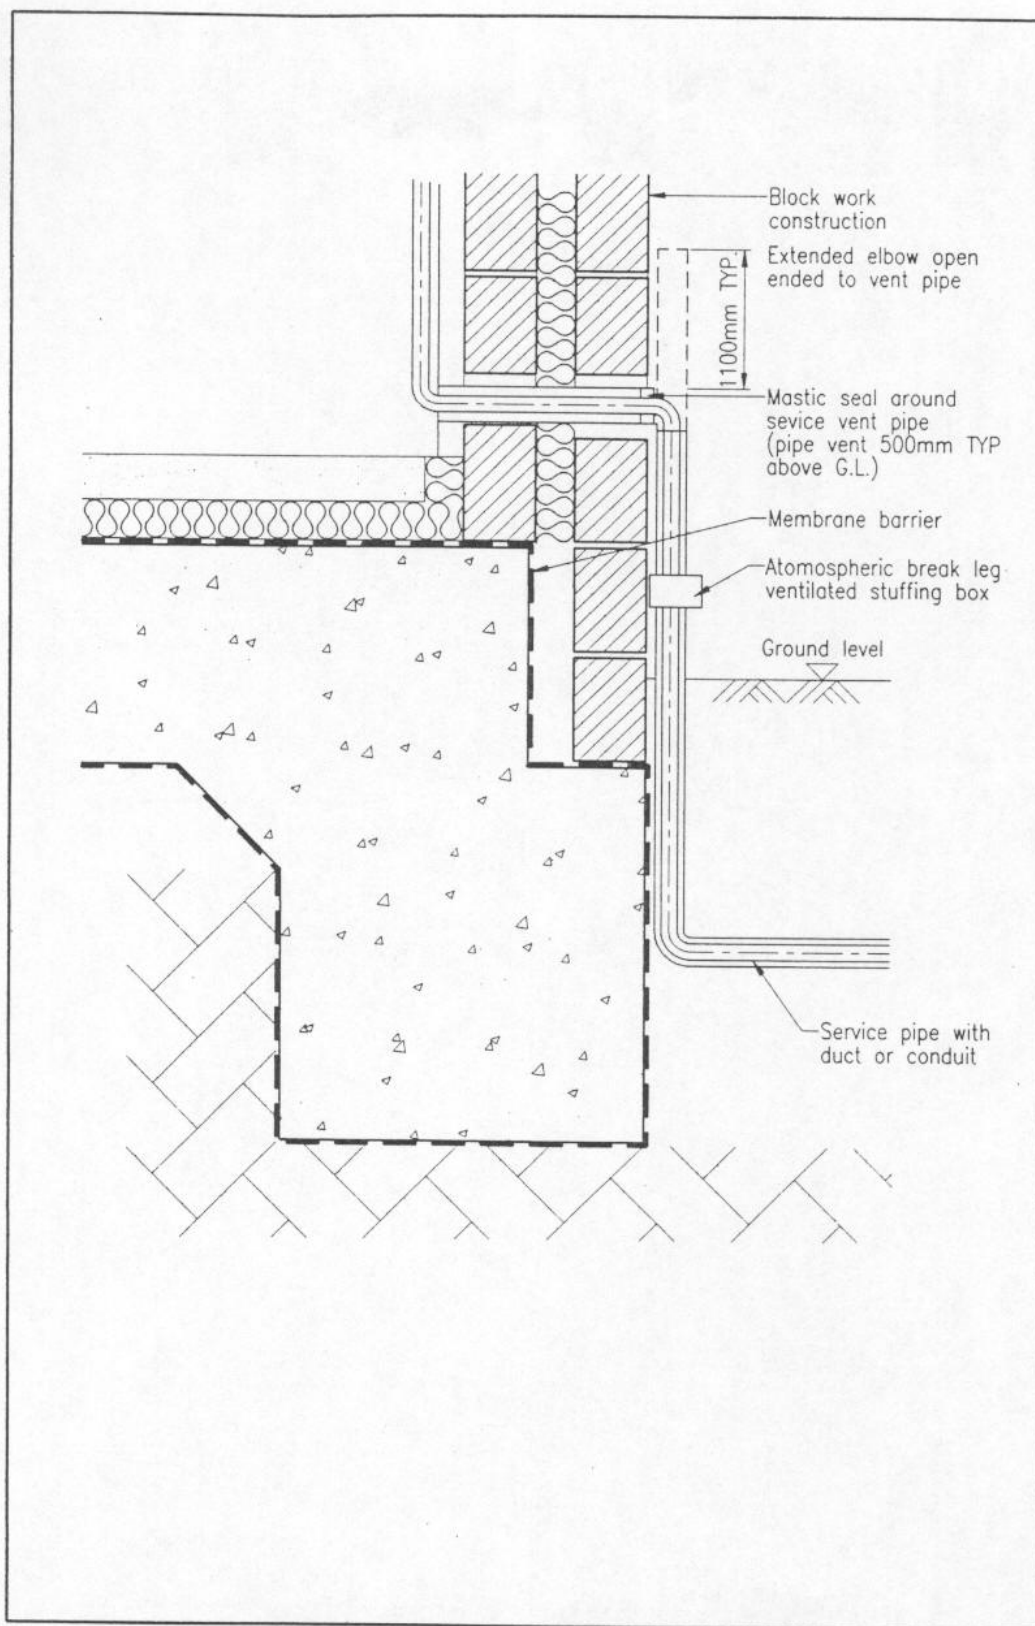 Block work
construction
Extended elbow open
ended to vent pipe
1100mm TYP.
Mastic seal around
sevice vent pipe
(pipe vent 500mm TYP
above G.L.)
Membrane barrier
Atomospheric break leg
ventilated stuffing box
Ground level
Service pipe with
duct or conduit